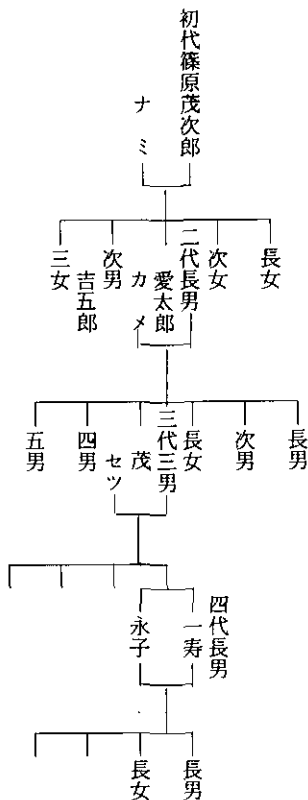 初代篠原茂次郎
ナミ
長女
次女
二代長男
愛太郎
カメ
次男
吉五郎
三女
長男
次男
長女
三代三男
茂
セツ
四男
五男
四代長男
一寿
永子
長男
長女